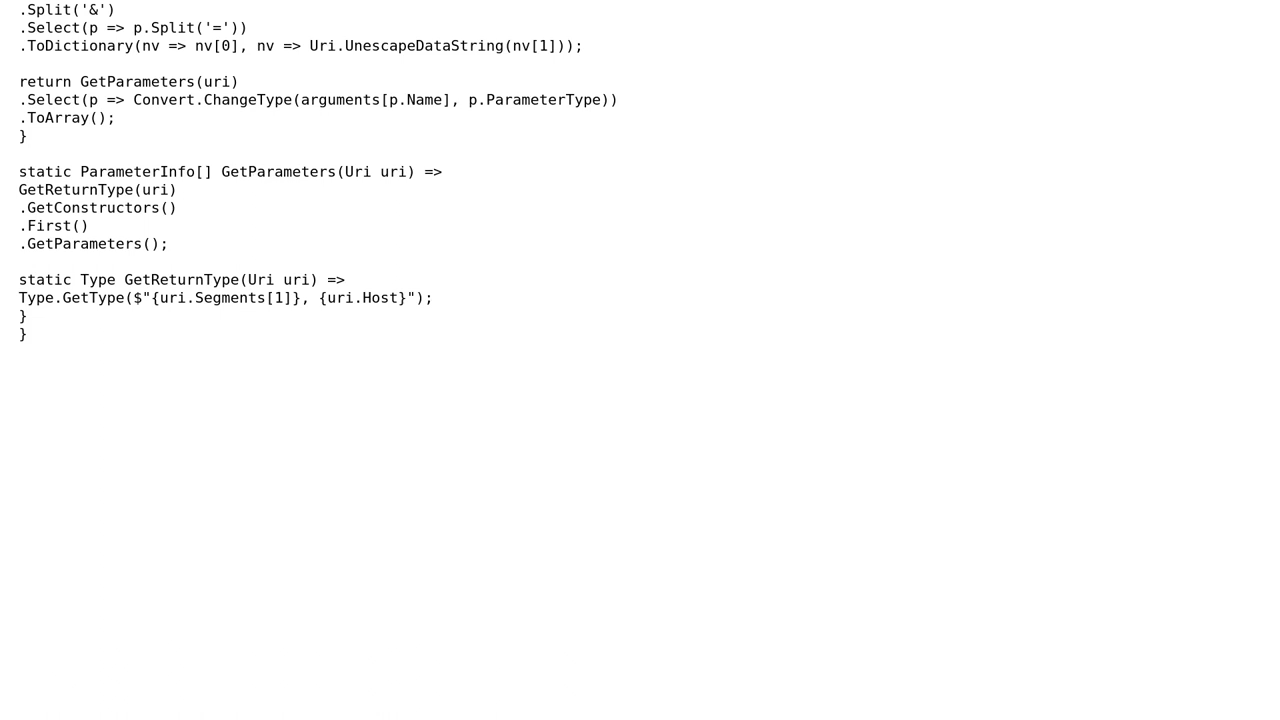 .Split('&')
.Select(p => p.Split('='))
.ToDictionary(nv => nv[0], nv => Uri.UnescapeDataString(nv[1]));

return GetParameters(uri)
.Select(p => Convert.ChangeType(arguments[p.Name], p.ParameterType))
.ToArray();
}

static ParameterInfo[] GetParameters(Uri uri) =>
GetReturnType(uri)
.GetConstructors()
.First()
.GetParameters();

static Type GetReturnType(Uri uri) =>
Type.GetType($"{uri.Segments[1]}, {uri.Host}");
}
}